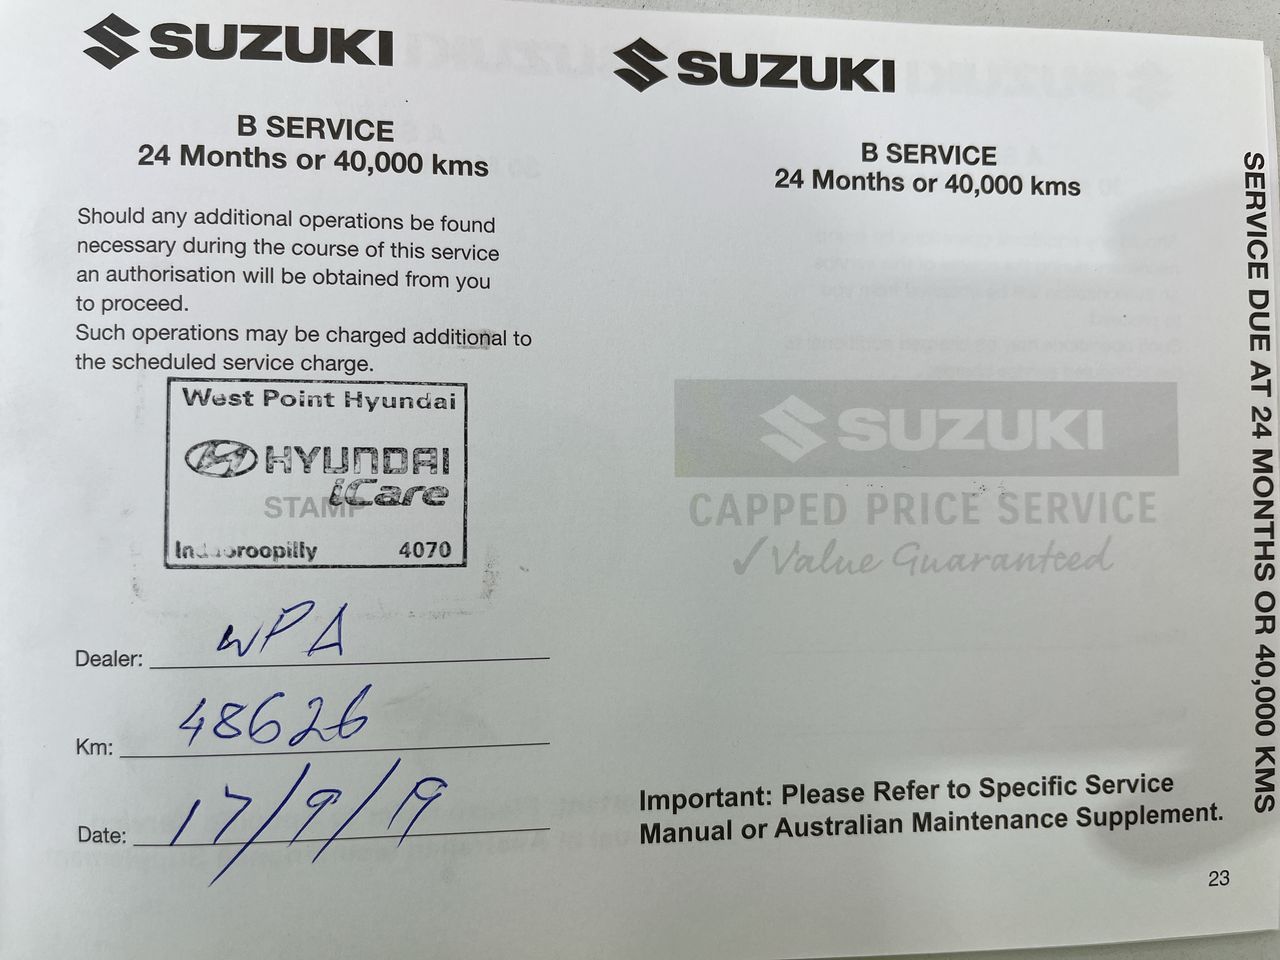 SUZUKI
B SERVICE
24 Months or 40,000 kms
Should any additional operations be found
necessary during the course of this service
an authorisation will be obtained from you
to proceed.
Such operations may be charged additional to
the scheduled service charge.
West Point Hyundai
HYUNDAI
iCare
STAMP
4070
Dealer: WPA
Km: 48626
Date: 17/9/19
SUZUKI
B SERVICE
24 Months or 40,000 kms
SUZUKI
CAPPED PRICE SERVICE
✓Value Guaranteed
Important: Please Refer to Specific Service
Manual or Australian Maintenance Supplement.
23
SERVICE DUE AT 24 MONTHS OR 40,000 KMS